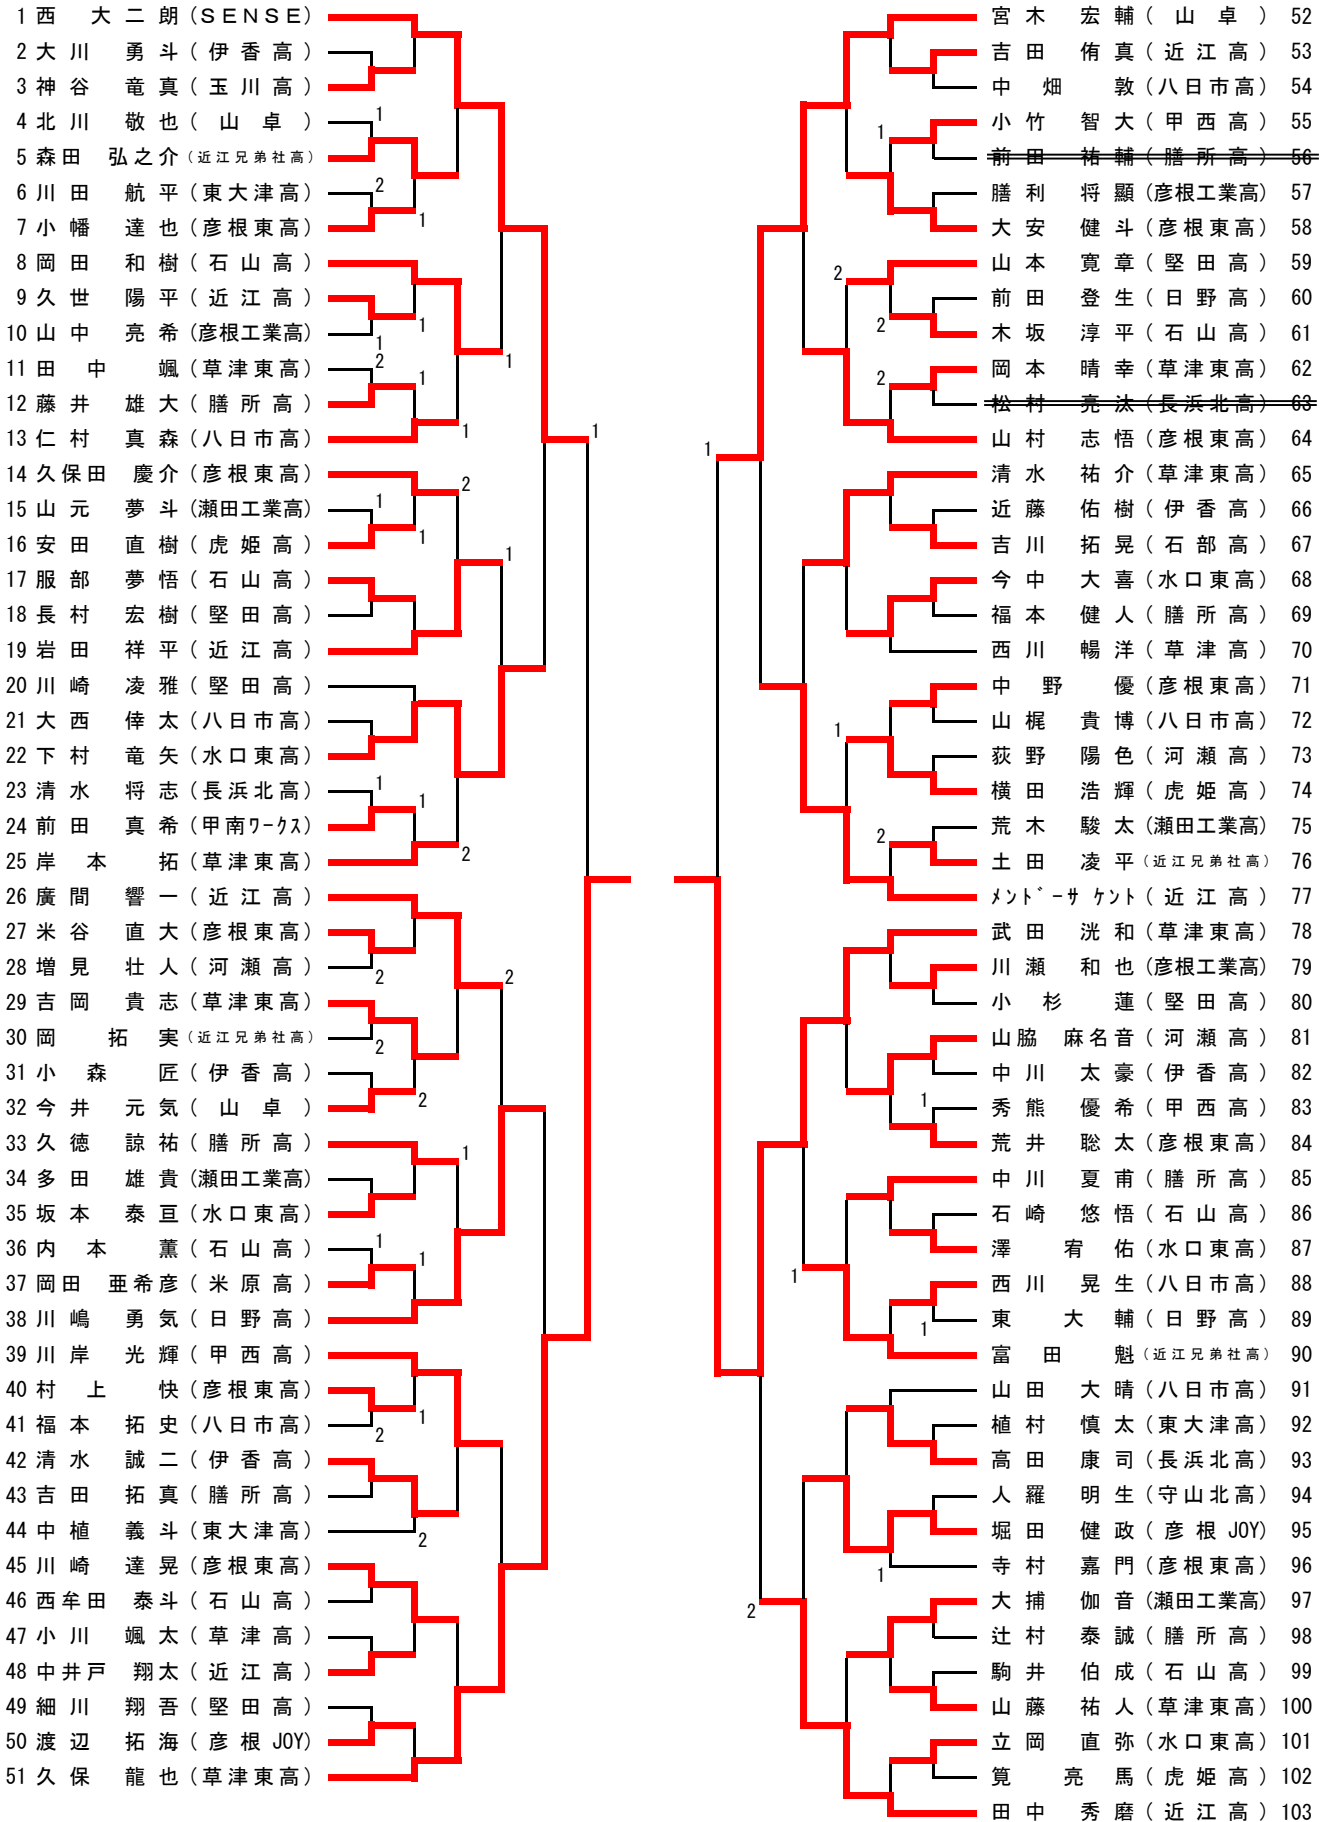 1 西 大二朗 (SENSE)
2 大川 勇斗 (伊香高)
3 神谷 竜真 (玉川高)
4 北川 敬也 (山卓)
1
5 森田 弘之介 (近江兄弟社高)
6 川田 航平 (東大津高)
2
7 小幡 達也 (彦根東高)
1
8 岡田 和樹 (石山高)
9 久世 陽平 (近江高)
1
10 山中 亮希 (彦根工業高)
1
11 田中 颯 (草津東高)
2
1
12 藤井 雄大 (膳所高)
1
13 仁村 真森 (八日市高)
1
1
14 久保田 慶介 (彦根東高)
2
15 山元 夢斗 (瀬田工業高)
1
16 安田 直樹 (虎姫高)
1
1
17 服部 夢悟 (石山高)
18 長村 宏樹 (堅田高)
19 岩田 祥平 (近江高)
20 川崎 凌雅 (堅田高)
21 大西 倖太 (八日市高)
22 下村 竜矢 (水口東高)
23 清水 将志 (長浜北高)
1
1
24 前田 真希 (甲南ワークス)
25 岸本 拓 (草津東高)
2
26 廣間 響一 (近江高)
27 米谷 直大 (彦根東高)
28 増見 壮人 (河瀬高)
2
2
29 吉岡 貴志 (草津東高)
30 岡 拓実 (近江兄弟社高)
2
31 小森 匠 (伊香高)
32 今井 元気 (山卓)
2
33 久徳 諒祐 (膳所高)
1
34 多田 雄貴 (瀬田工業高)
35 坂本 泰亘 (水口東高)
36 内本 薫 (石山高)
1
1
37 岡田 亜希彦 (米原高)
38 川嶋 勇気 (日野高)
39 川岸 光輝 (甲西高)
40 村上 快 (彦根東高)
1
41 福本 拓史 (八日市高)
2
42 清水 誠二 (伊香高)
43 吉田 拓真 (膳所高)
44 中植 義斗 (東大津高)
2
45 川崎 達晃 (彦根東高)
46 西牟田 泰斗 (石山高)
47 小川 颯太 (草津高)
48 中井戸 翔太 (近江高)
49 細川 翔吾 (堅田高)
50 渡辺 拓海 (彦根JOY)
51 久保 龍也 (草津東高)
宮木 宏輔 (山卓) 52
吉田 侑真 (近江高) 53
中畑 敦 (八日市高) 54
小竹 智大 (甲西高) 55
1
前田 祐輔 (膳所高) 56
膳利 将顯 (彦根工業高) 57
大安 健斗 (彦根東高) 58
山本 寛章 (堅田高) 59
2
前田 登生 (日野高) 60
2
木坂 淳平 (石山高) 61
岡本 晴幸 (草津東高) 62
2
松村 亮汰 (長浜北高) 63
山村 志悟 (彦根東高) 64
1
清水 祐介 (草津東高) 65
近藤 佑樹 (伊香高) 66
吉川 拓晃 (石部高) 67
今中 大喜 (水口東高) 68
福本 健人 (膳所高) 69
西川 暢洋 (草津高) 70
中野 優 (彦根東高) 71
山梶 貴博 (八日市高) 72
1
荻野 陽色 (河瀬高) 73
横田 浩輝 (虎姫高) 74
荒木 駿太 (瀬田工業高) 75
2
土田 凌平 (近江兄弟社高) 76
メンドーサ ケント (近江高) 77
武田 洸和 (草津東高) 78
川瀬 和也 (彦根工業高) 79
小杉 蓮 (堅田高) 80
山脇 麻名音 (河瀬高) 81
中川 太豪 (伊香高) 82
1
秀熊 優希 (甲西高) 83
荒井 聡太 (彦根東高) 84
中川 夏甫 (膳所高) 85
石崎 悠悟 (石山高) 86
澤 宥佑 (水口東高) 87
1
西川 晃生 (八日市高) 88
東 大輔 (日野高) 89
1
富田 魁 (近江兄弟社高) 90
山田 大晴 (八日市高) 91
植村 慎太 (東大津高) 92
高田 康司 (長浜北高) 93
人羅 明生 (守山北高) 94
堀田 健政 (彦根JOY) 95
寺村 嘉門 (彦根東高) 96
1
大捕 伽音 (瀬田工業高) 97
2
辻村 泰誠 (膳所高) 98
駒井 伯成 (石山高) 99
山藤 祐人 (草津東高) 100
立岡 直弥 (水口東高) 101
筧 亮馬 (虎姫高) 102
田中 秀磨 (近江高) 103